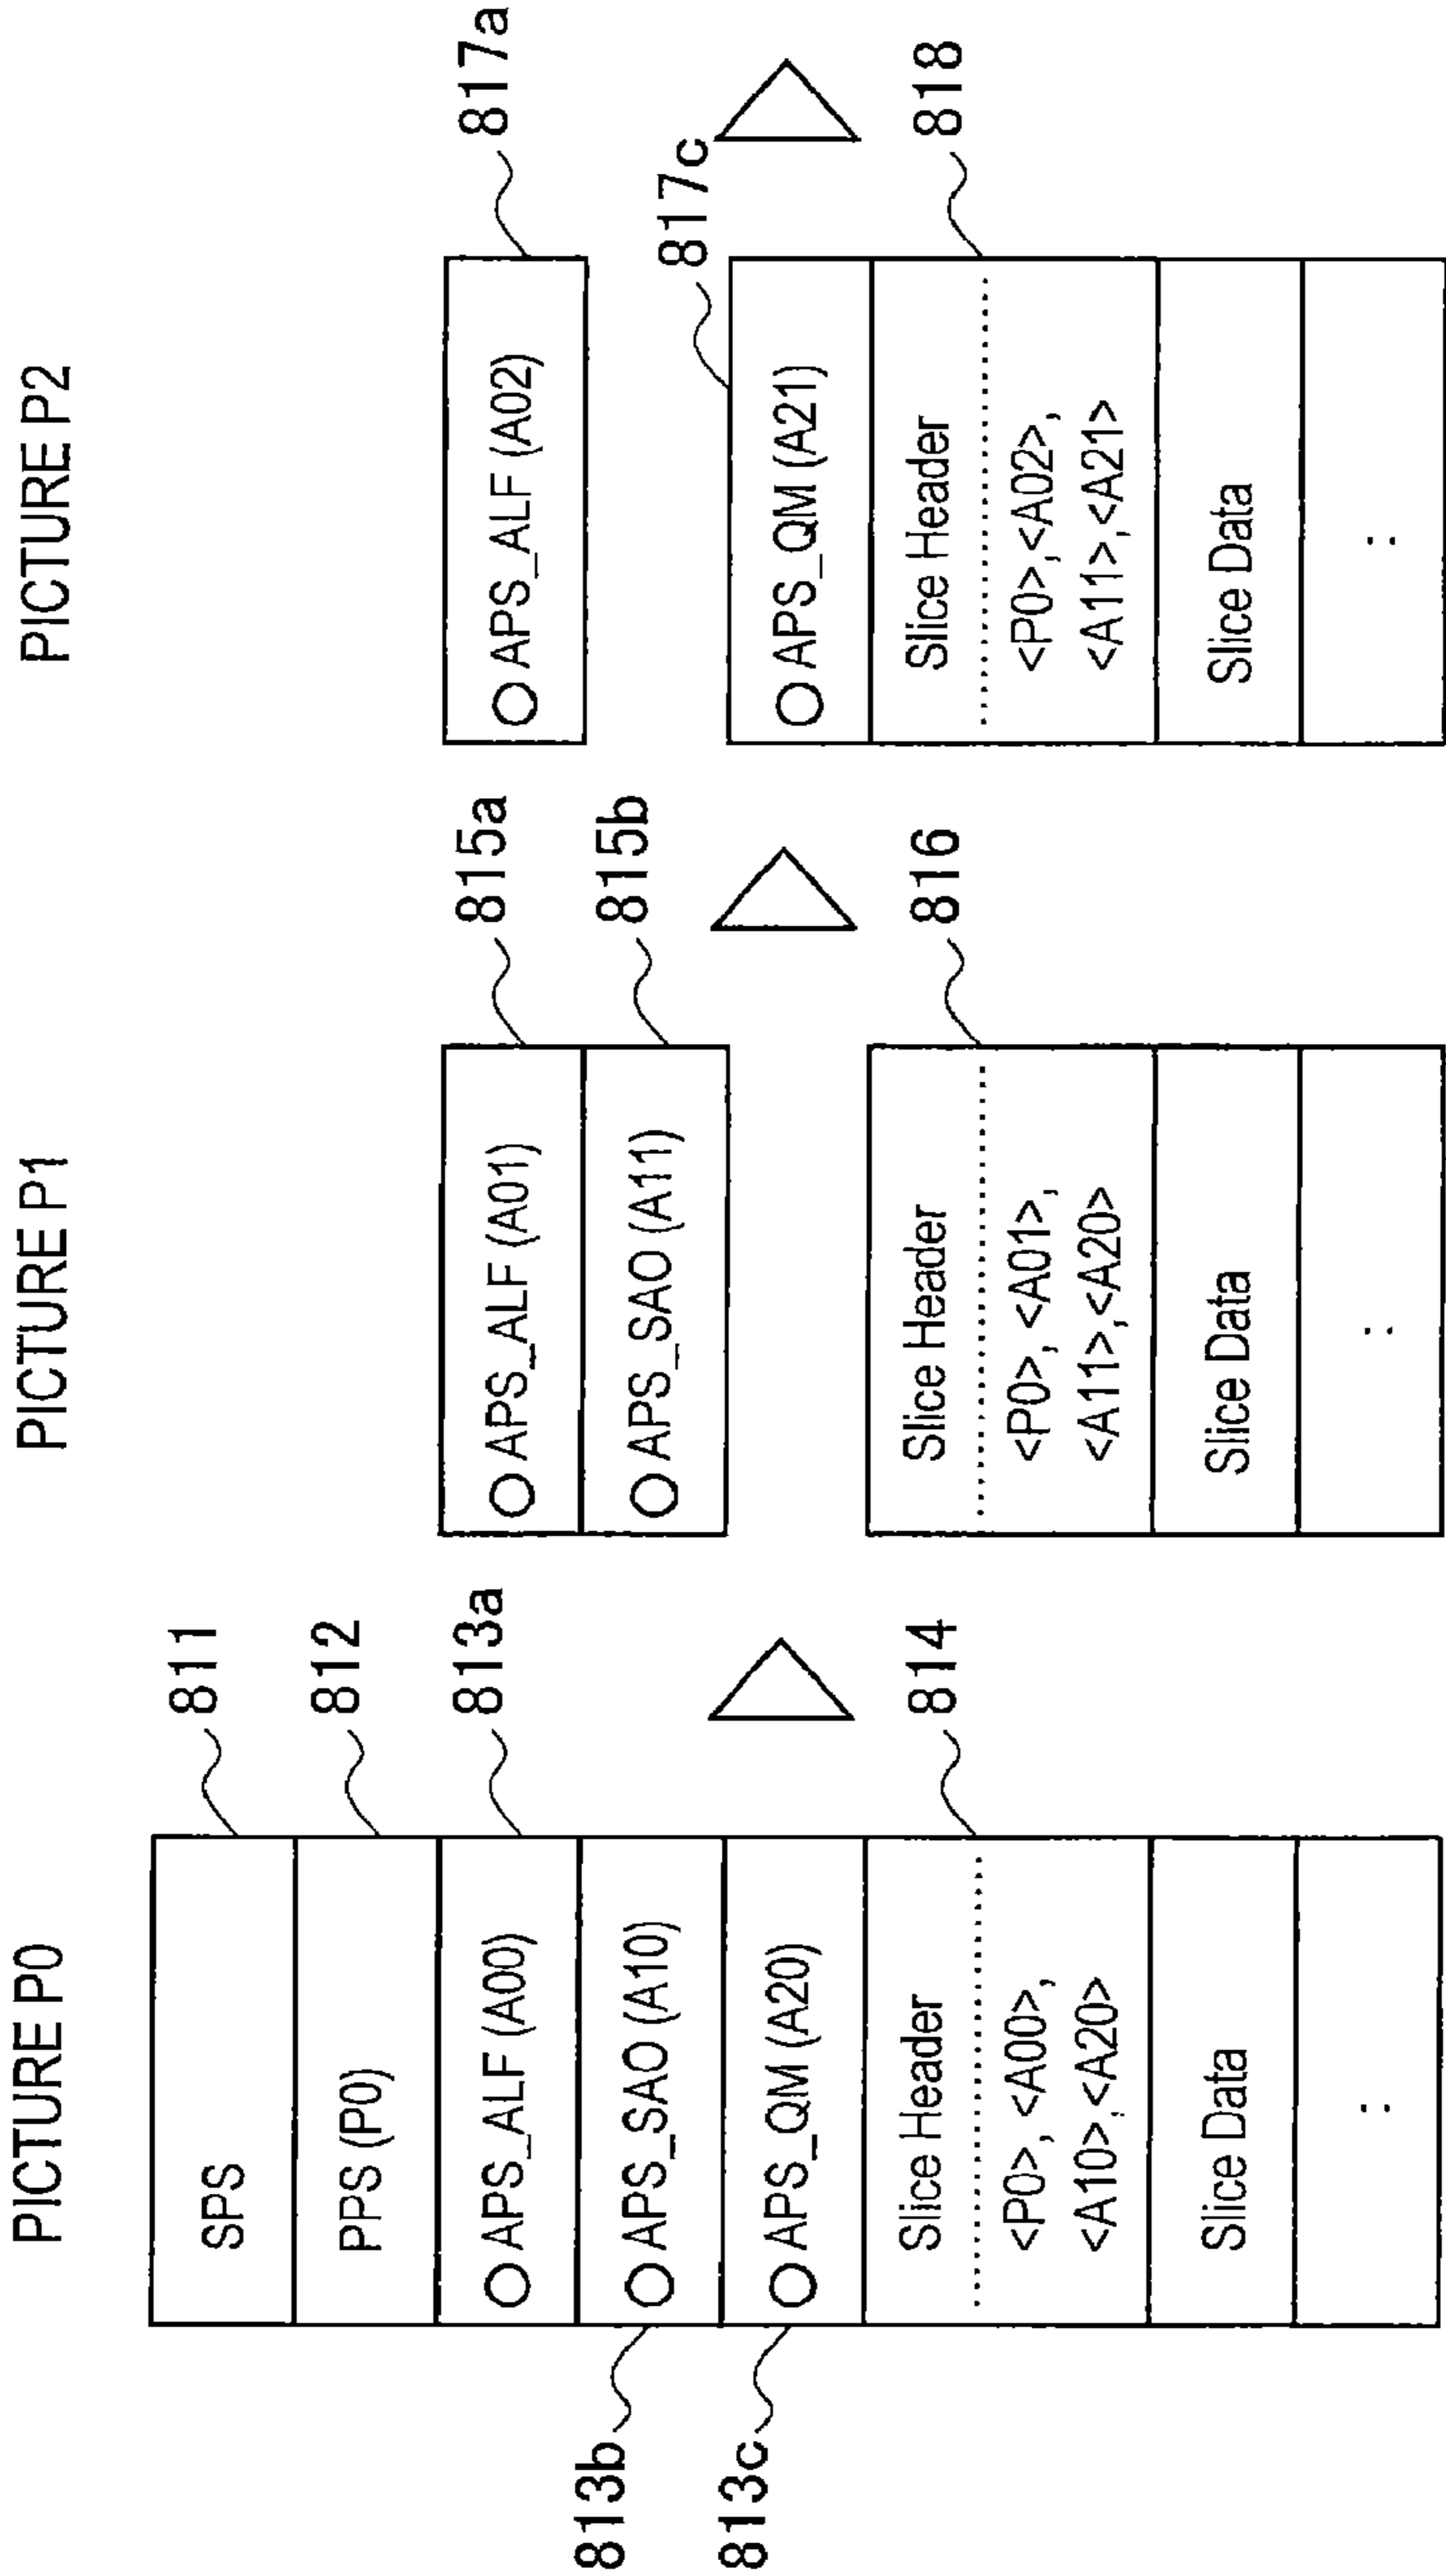 PICTURE P0
SPS
811
PPS (P0)
812
○ APS_ALF (A00)
813a
813b
○ APS_SAO (A10)
813c
○ APS_QM (A20)
Slice Header
814
<P0>, <A00>,
<A10>,<A20>
Slice Data
:
PICTURE P1
○ APS_ALF (A01)
815a
○ APS_SAO (A11)
815b
Slice Header
816
<P0>, <A01>,
<A11>,<A20>
Slice Data
:
PICTURE P2
○ APS_ALF (A02)
817a
817c
○ APS_QM (A21)
Slice Header
818
<P0>,<A02>,
<A11>,<A21>
Slice Data
: